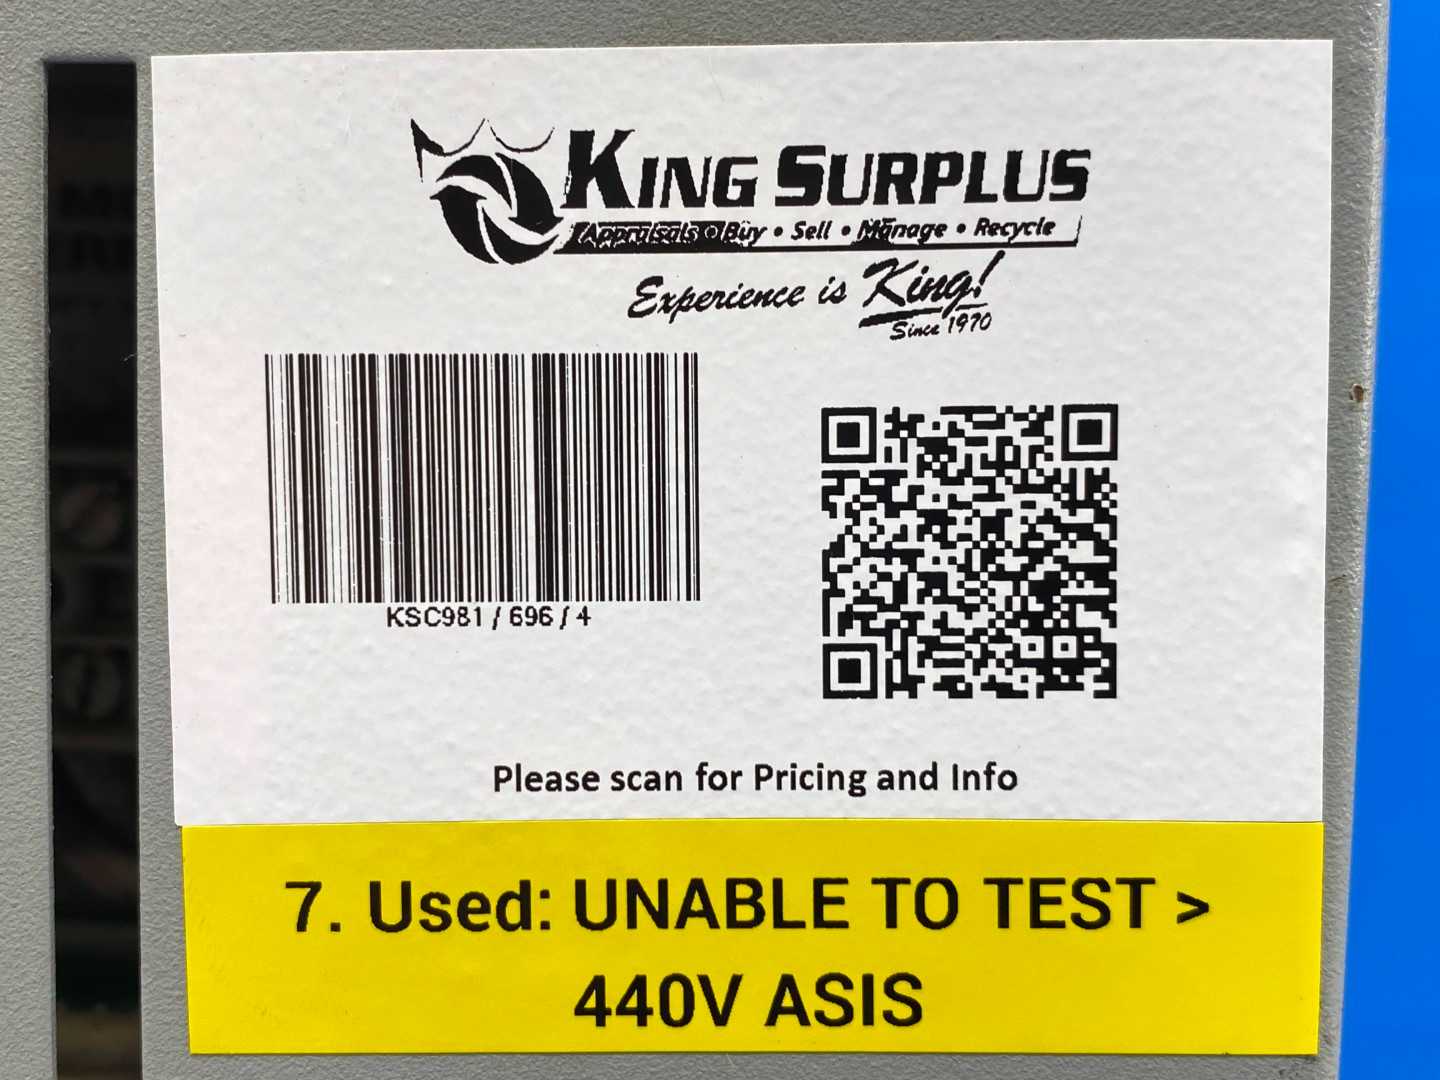 KING SURPLUS
Appraisals • Buy • Sell • Manage • Recycle
Experience is King!
Since 1970
KSC981 / 696 / 4
Please scan for Pricing and Info
7. Used: UNABLE TO TEST >
440V ASIS